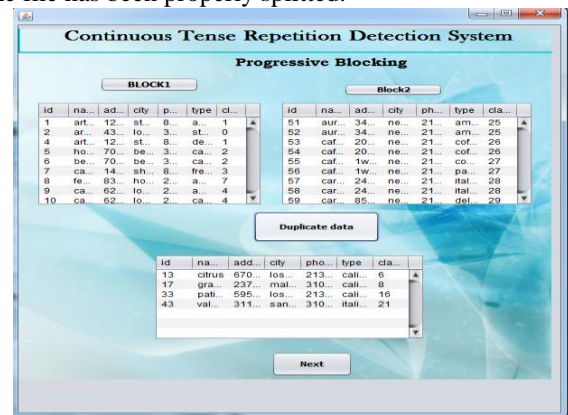 e file has been properly splitted.
Continuous Tense Repetition Detection System
Progressive Blocking
BLOCK1
Block2
id na... ad... city p... type cl...
1 art... 12... st... 8... a... 1
2 ar... 43... lo... 3... st... 0
4 art... 12... st... 8... de... 1
5 ho... 70... be... 3... ca... 2
6 be... 70... be... 3... ca... 2
7 ca... 14... sh... 8... fre... 3
8 fe... 83... ho... 2... a... 7
9 ca... 62... lo... 2... a... 4
10 ca... 62... lo... 2... ca... 4
id na... ad... city ph... type cla...
51 aur... 34... ne... 21... am... 25
52 aur... 34... ne... 21... am... 25
53 caf... 20... ne... 21... cof... 26
54 caf... 20... ne... 21... cof... 26
55 caf... 1w... ne... 21... co... 27
56 caf... 1w... ne... 21... pa... 27
57 car... 24... ne... 21... ital... 28
58 car... 24... ne... 21... ital... 28
59 car... 85... ne... 21... del... 29
Duplicate data
id na... add... city pho... type cla...
13 citrus 670... los... 213... cali... 6
17 gra... 237... mal... 310... cali... 8
33 pati... 595... los... 213... cali... 16
43 val... 311... san... 310... itali... 21
Next